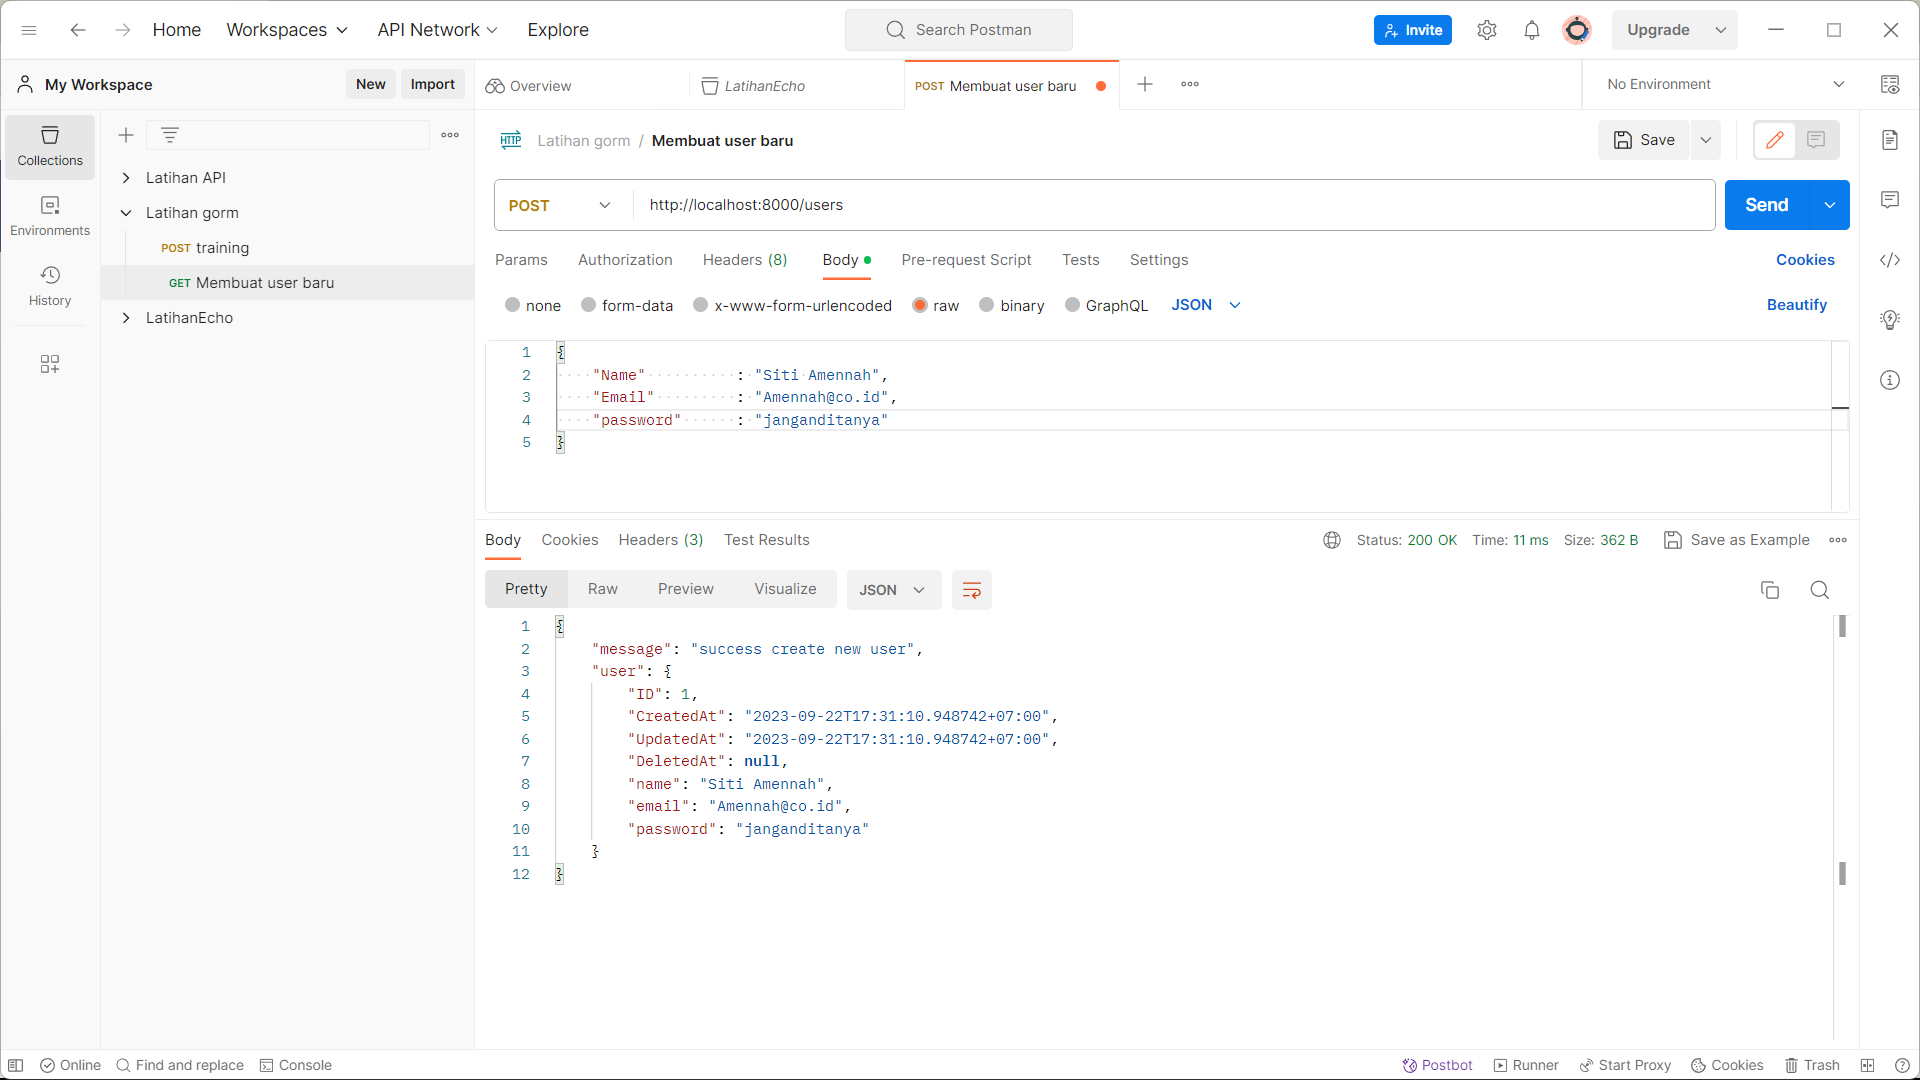 Home Workspaces API Network Explore Search Postman Invite Upgrade
My Workspace New Import Overview LatihanEcho POST Membuat user baru No Environment
Collections
Environments
History
Latihan API
Latihan gorm
POST training
GET Membuat user baru
LatihanEcho
HTTP Latihan gorm / Membuat user baru Save
POST http://localhost:8000/users Send
Params Authorization Headers (8) Body Pre-request Script Tests Settings Cookies
none form-data x-www-form-urlencoded raw binary GraphQL JSON Beautify
1 {
2 "Name" : "Siti Amennah",
3 "Email" : "Amennah@co.id",
4 "password" : "janganditanya"
5 }
Body Cookies Headers (3) Test Results Status: 200 OK Time: 11 ms Size: 362 B Save as Example
Pretty Raw Preview Visualize JSON
1 {
2 "message": "success create new user",
3 "user": {
4 "ID": 1,
5 "CreatedAt": "2023-09-22T17:31:10.948742+07:00",
6 "UpdatedAt": "2023-09-22T17:31:10.948742+07:00",
7 "DeletedAt": null,
8 "name": "Siti Amennah",
9 "email": "Amennah@co.id",
10 "password": "janganditanya"
11 }
12 }
Online Find and replace Console Postbot Runner Start Proxy Cookies Trash